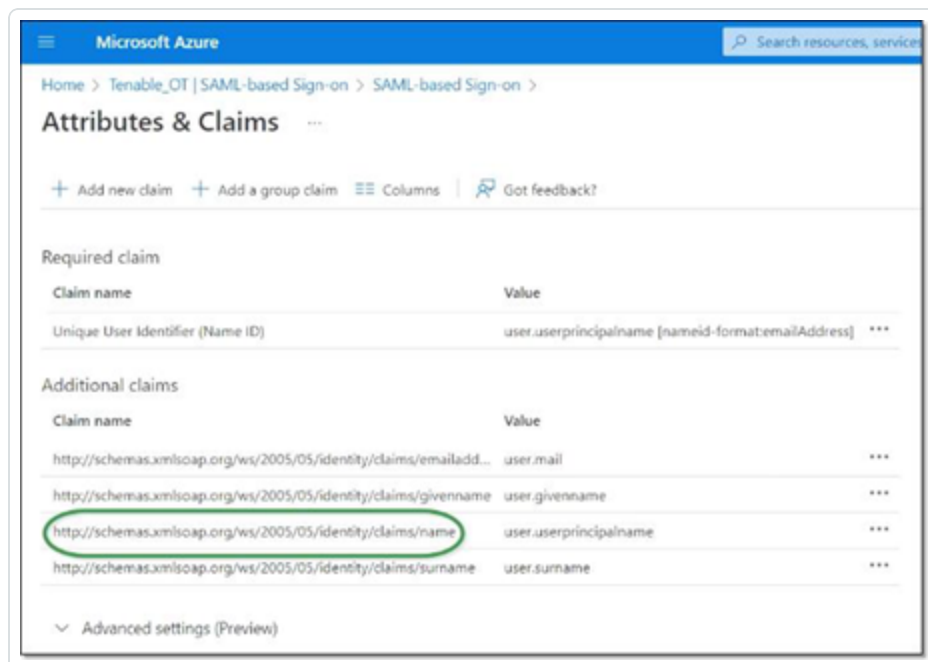 Microsoft Azure
Search resources, services
Home > Tenable_OT | SAML-based Sign-on > SAML-based Sign-on >
Attributes & Claims ...
+ Add new claim + Add a group claim Columns Got feedback?
Required claim
Claim name Value
Unique User Identifier (Name ID) user.userprincipalname [nameid-format:emailAddress] ...
Additional claims
Claim name Value
http://schemas.xmlsoap.org/ws/2005/05/identity/claims/emailadd... user.mail ...
http://schemas.xmlsoap.org/ws/2005/05/identity/claims/givenname user.givenname ...
http://schemas.xmlsoap.org/ws/2005/05/identity/claims/name user.userprincipalname ...
http://schemas.xmlsoap.org/ws/2005/05/identity/claims/surname user.surname ...
Advanced settings (Preview)